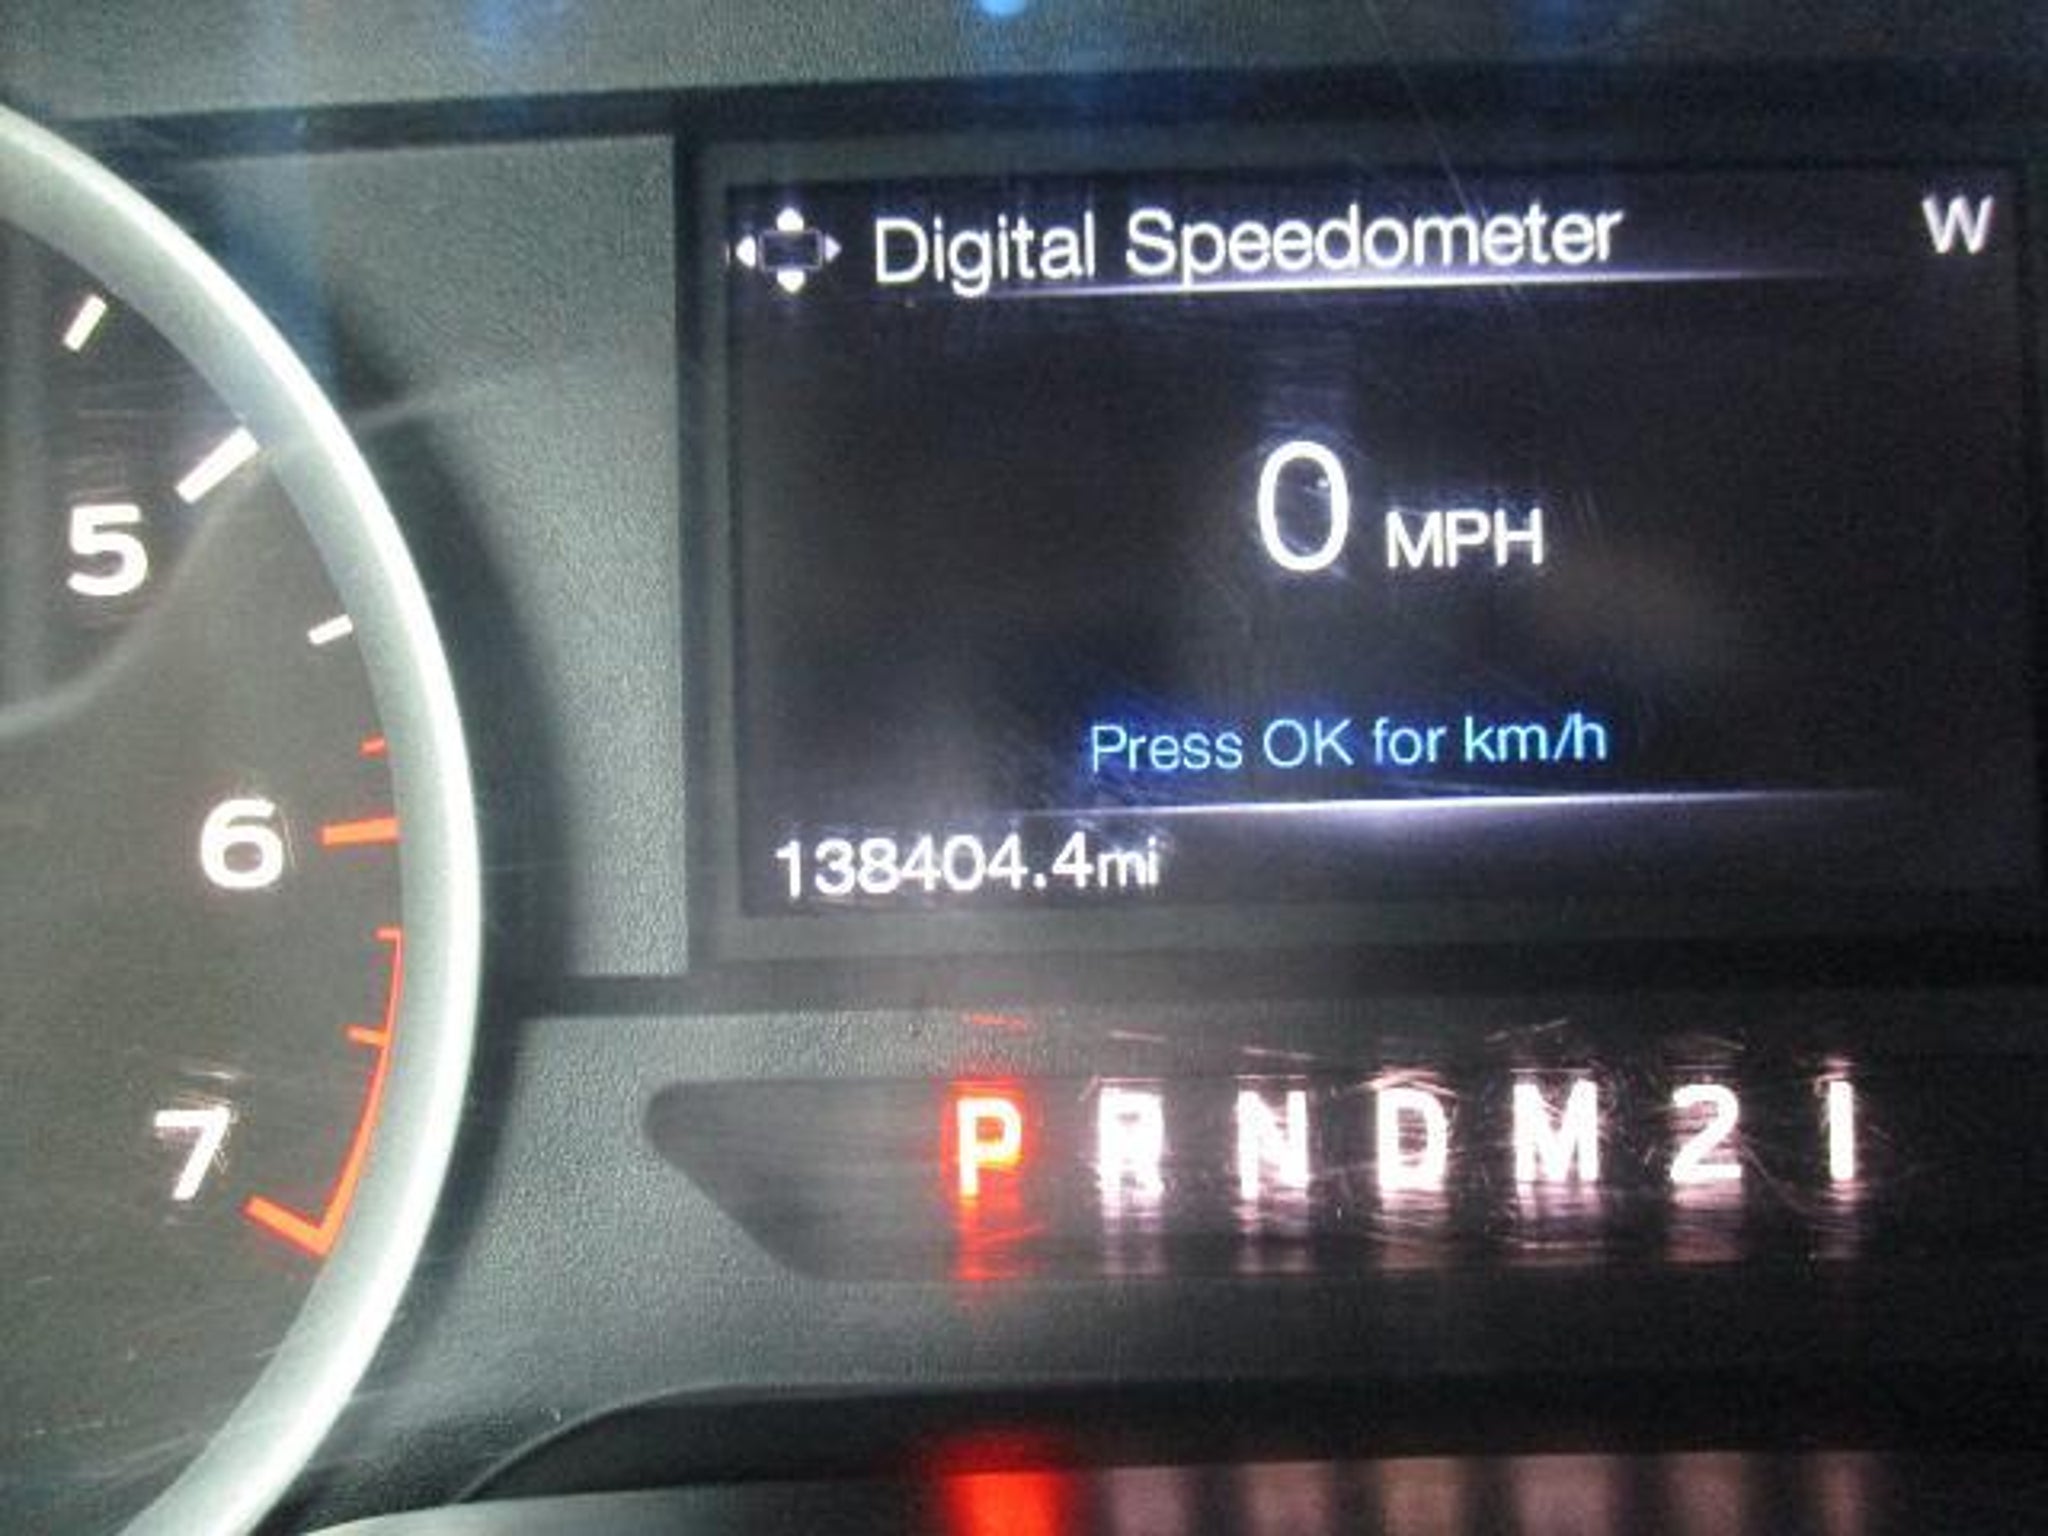 Digital Speedometer W
0 MPH
Press OK for km/h
138404.4mi
5
6
7
P R N D M 2 1